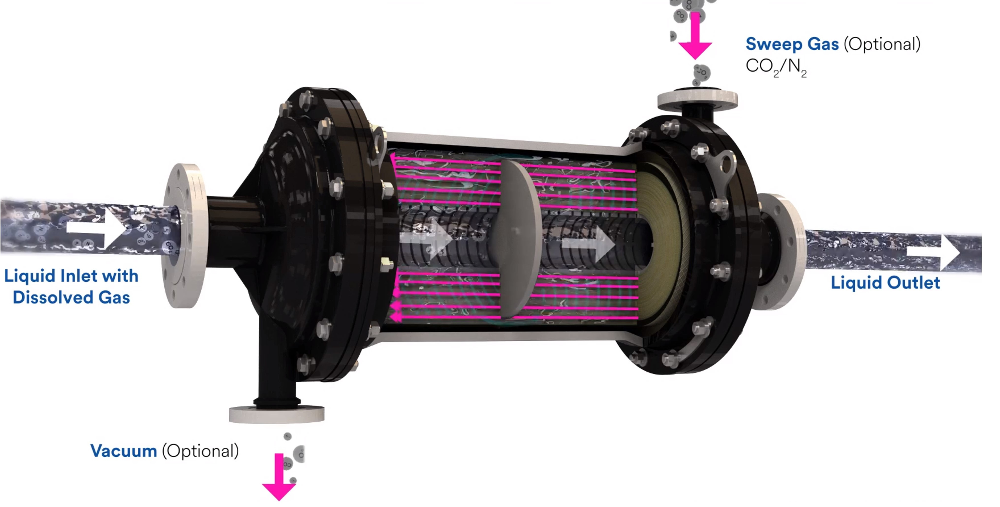 Sweep Gas (Optional)
CO₂/N₂
Liquid Inlet with
Dissolved Gas
Liquid Outlet
Vacuum (Optional)